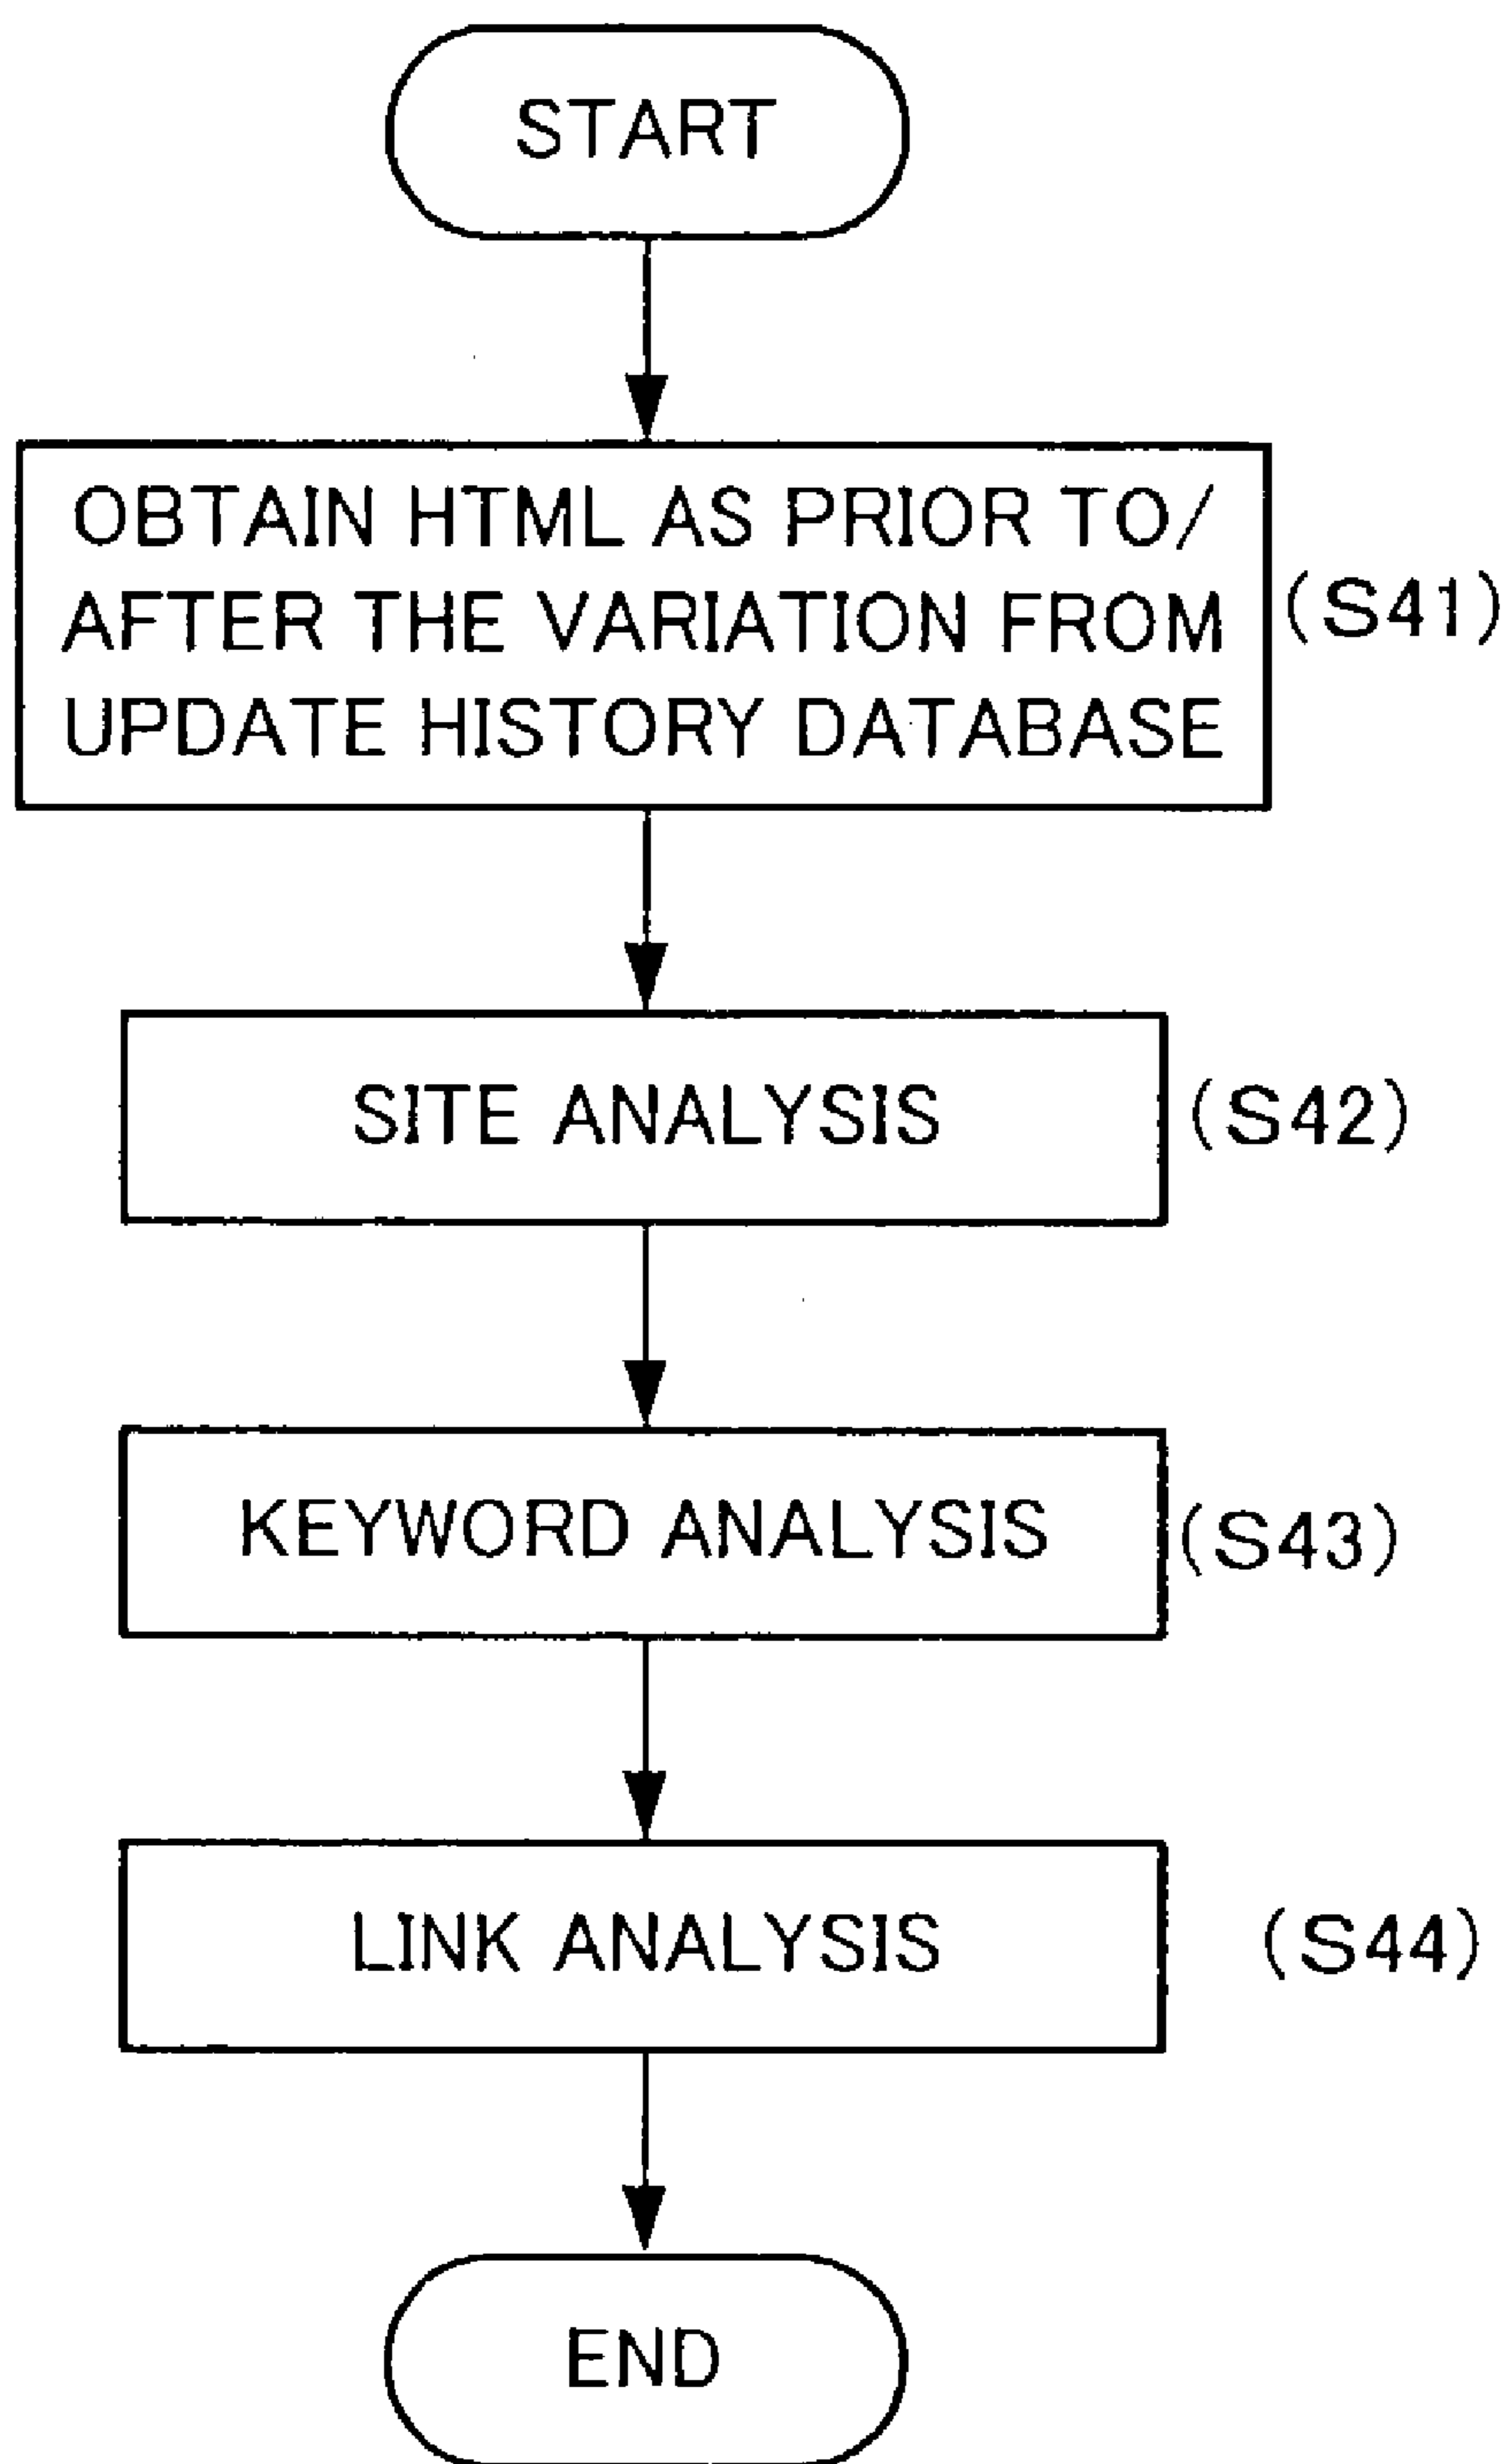 START
OBTAIN HTML AS PRIOR TO/
AFTER THE VARIATION FROM
UPDATE HISTORY DATABASE
(S41)
SITE ANALYSIS
(S42)
KEYWORD ANALYSIS
(S43)
LINK ANALYSIS
(S44)
END